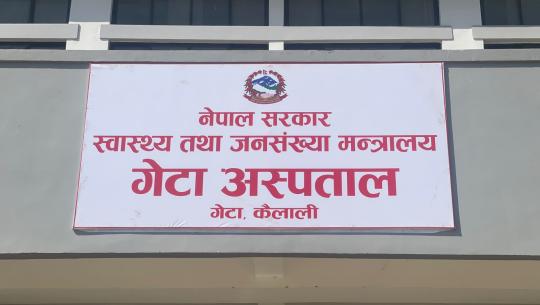 नेपाल सरकार
स्वास्थ्य तथा जनसंख्या मन्त्रालय
गेटा अस्पताल
गेटा, कैलाली